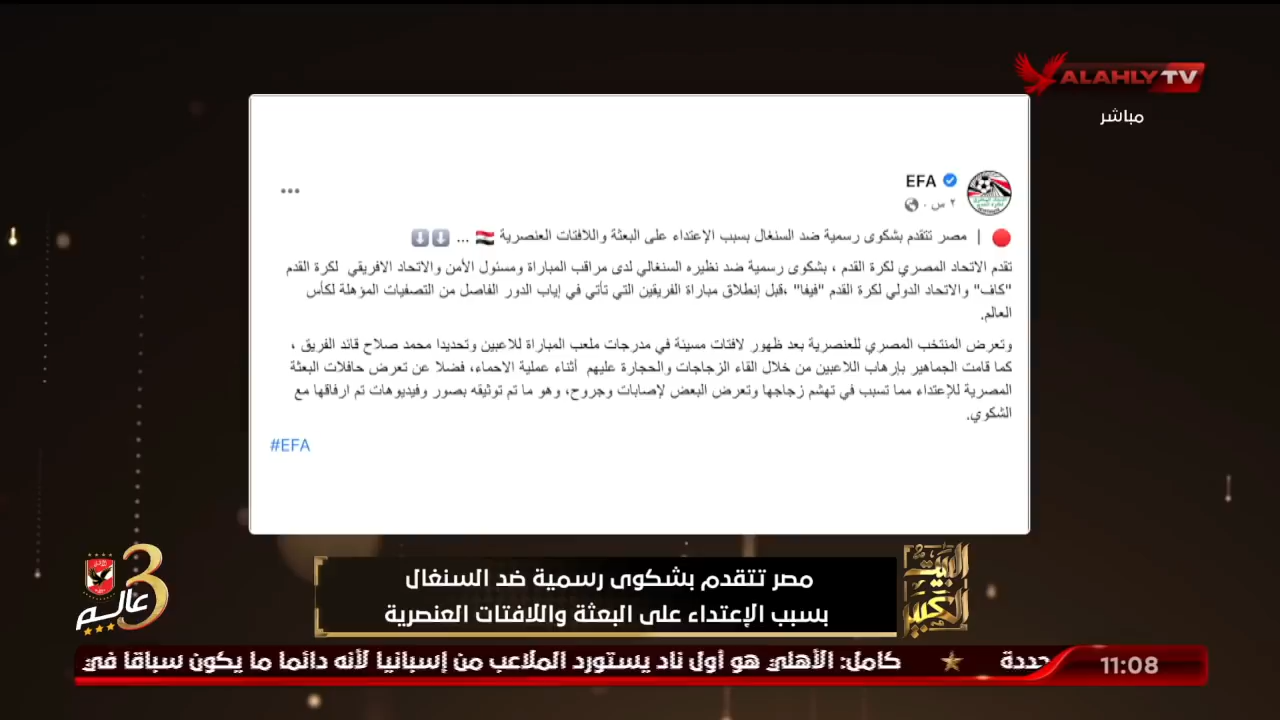 ALAHLY TV
مباشر
EFA
٢ س ·
🔴 | مصر تتقدم بشكوى رسمية ضد السنغال بسبب الإعتداء على البعثة واللافتات العنصرية 🇪🇬 ... ⬇️⬇️
تقدم الاتحاد المصري لكرة القدم ، بشكوى رسمية ضد نظيره السنغالي لدى مراقب المباراة ومسئول الأمن والاتحاد الافريقي لكرة القدم
"كاف" والاتحاد الدولي لكرة القدم "فيفا" ،قبل إنطلاق مباراة الفريقين التي تأتي في إياب الدور الفاصل من التصفيات المؤهلة لكأس
العالم.
وتعرض المنتخب المصري للعنصرية بعد ظهور لافتات مسيئة في مدرجات ملعب المباراة للاعبين وتحديدا محمد صلاح قائد الفريق ،
كما قامت الجماهير بإرهاب اللاعبين من خلال القاء الزجاجات والحجارة عليهم أثناء عملية الاحماء، فضلا عن تعرض حافلات البعثة
المصرية للإعتداء مما تسبب في تهشم زجاجها وتعرض البعض لإصابات وجروح، وهو ما تم توثيقه بصور وفيديوهات تم ارفاقها مع
الشكوي.
#EFA
مصر تتقدم بشكوى رسمية ضد السنغال
بسبب الإعتداء على البعثة واللافتات العنصرية
البيت
الكبير
3
عالم
حددة ★ كامل: الأهلي هو أول ناد يستورد الملاعب من إسبانيا لأنه دائما ما يكون سباقا في
11:08